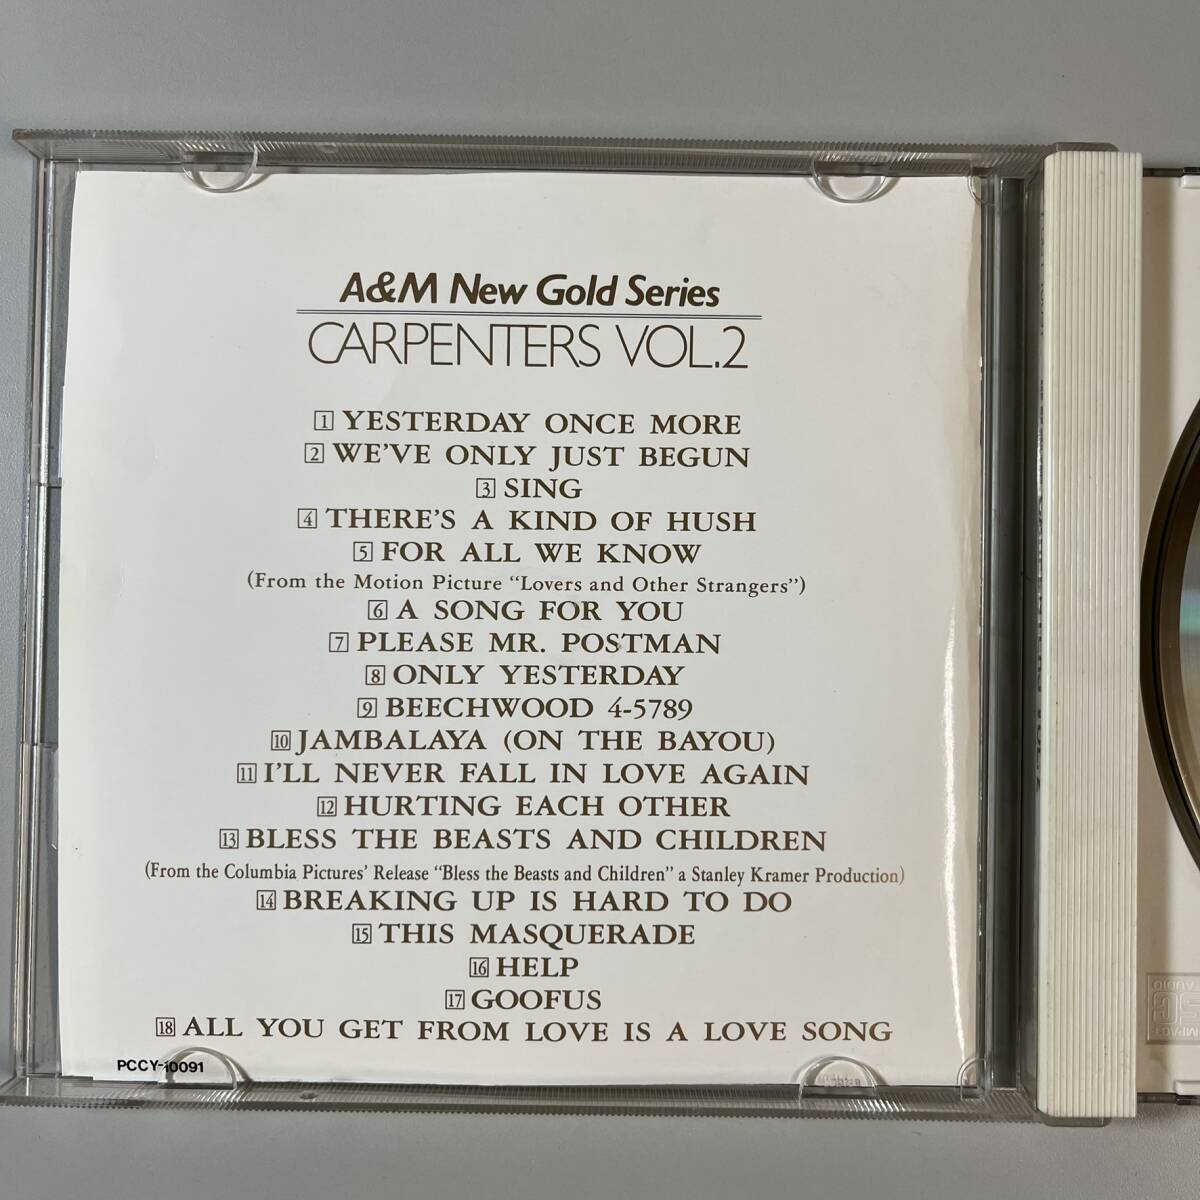 A&M New Gold Series
CARPENTERS VOL.2
1 YESTERDAY ONCE MORE
2 WE'VE ONLY JUST BEGUN
3 SING
4 THERE'S A KIND OF HUSH
5 FOR ALL WE KNOW
(From the Motion Picture "Lovers and Other Strangers")
6 A SONG FOR YOU
7 PLEASE MR. POSTMAN
8 ONLY YESTERDAY
9 BEECHWOOD 4-5789
10 JAMBALAYA (ON THE BAYOU)
11 I'LL NEVER FALL IN LOVE AGAIN
12 HURTING EACH OTHER
13 BLESS THE BEASTS AND CHILDREN
(From the Columbia Pictures' Release "Bless the Beasts and Children" a Stanley Kramer Production)
14 BREAKING UP IS HARD TO DO
15 THIS MASQUERADE
16 HELP
17 GOOFUS
18 ALL YOU GET FROM LOVE IS A LOVE SONG
PCCY-10091